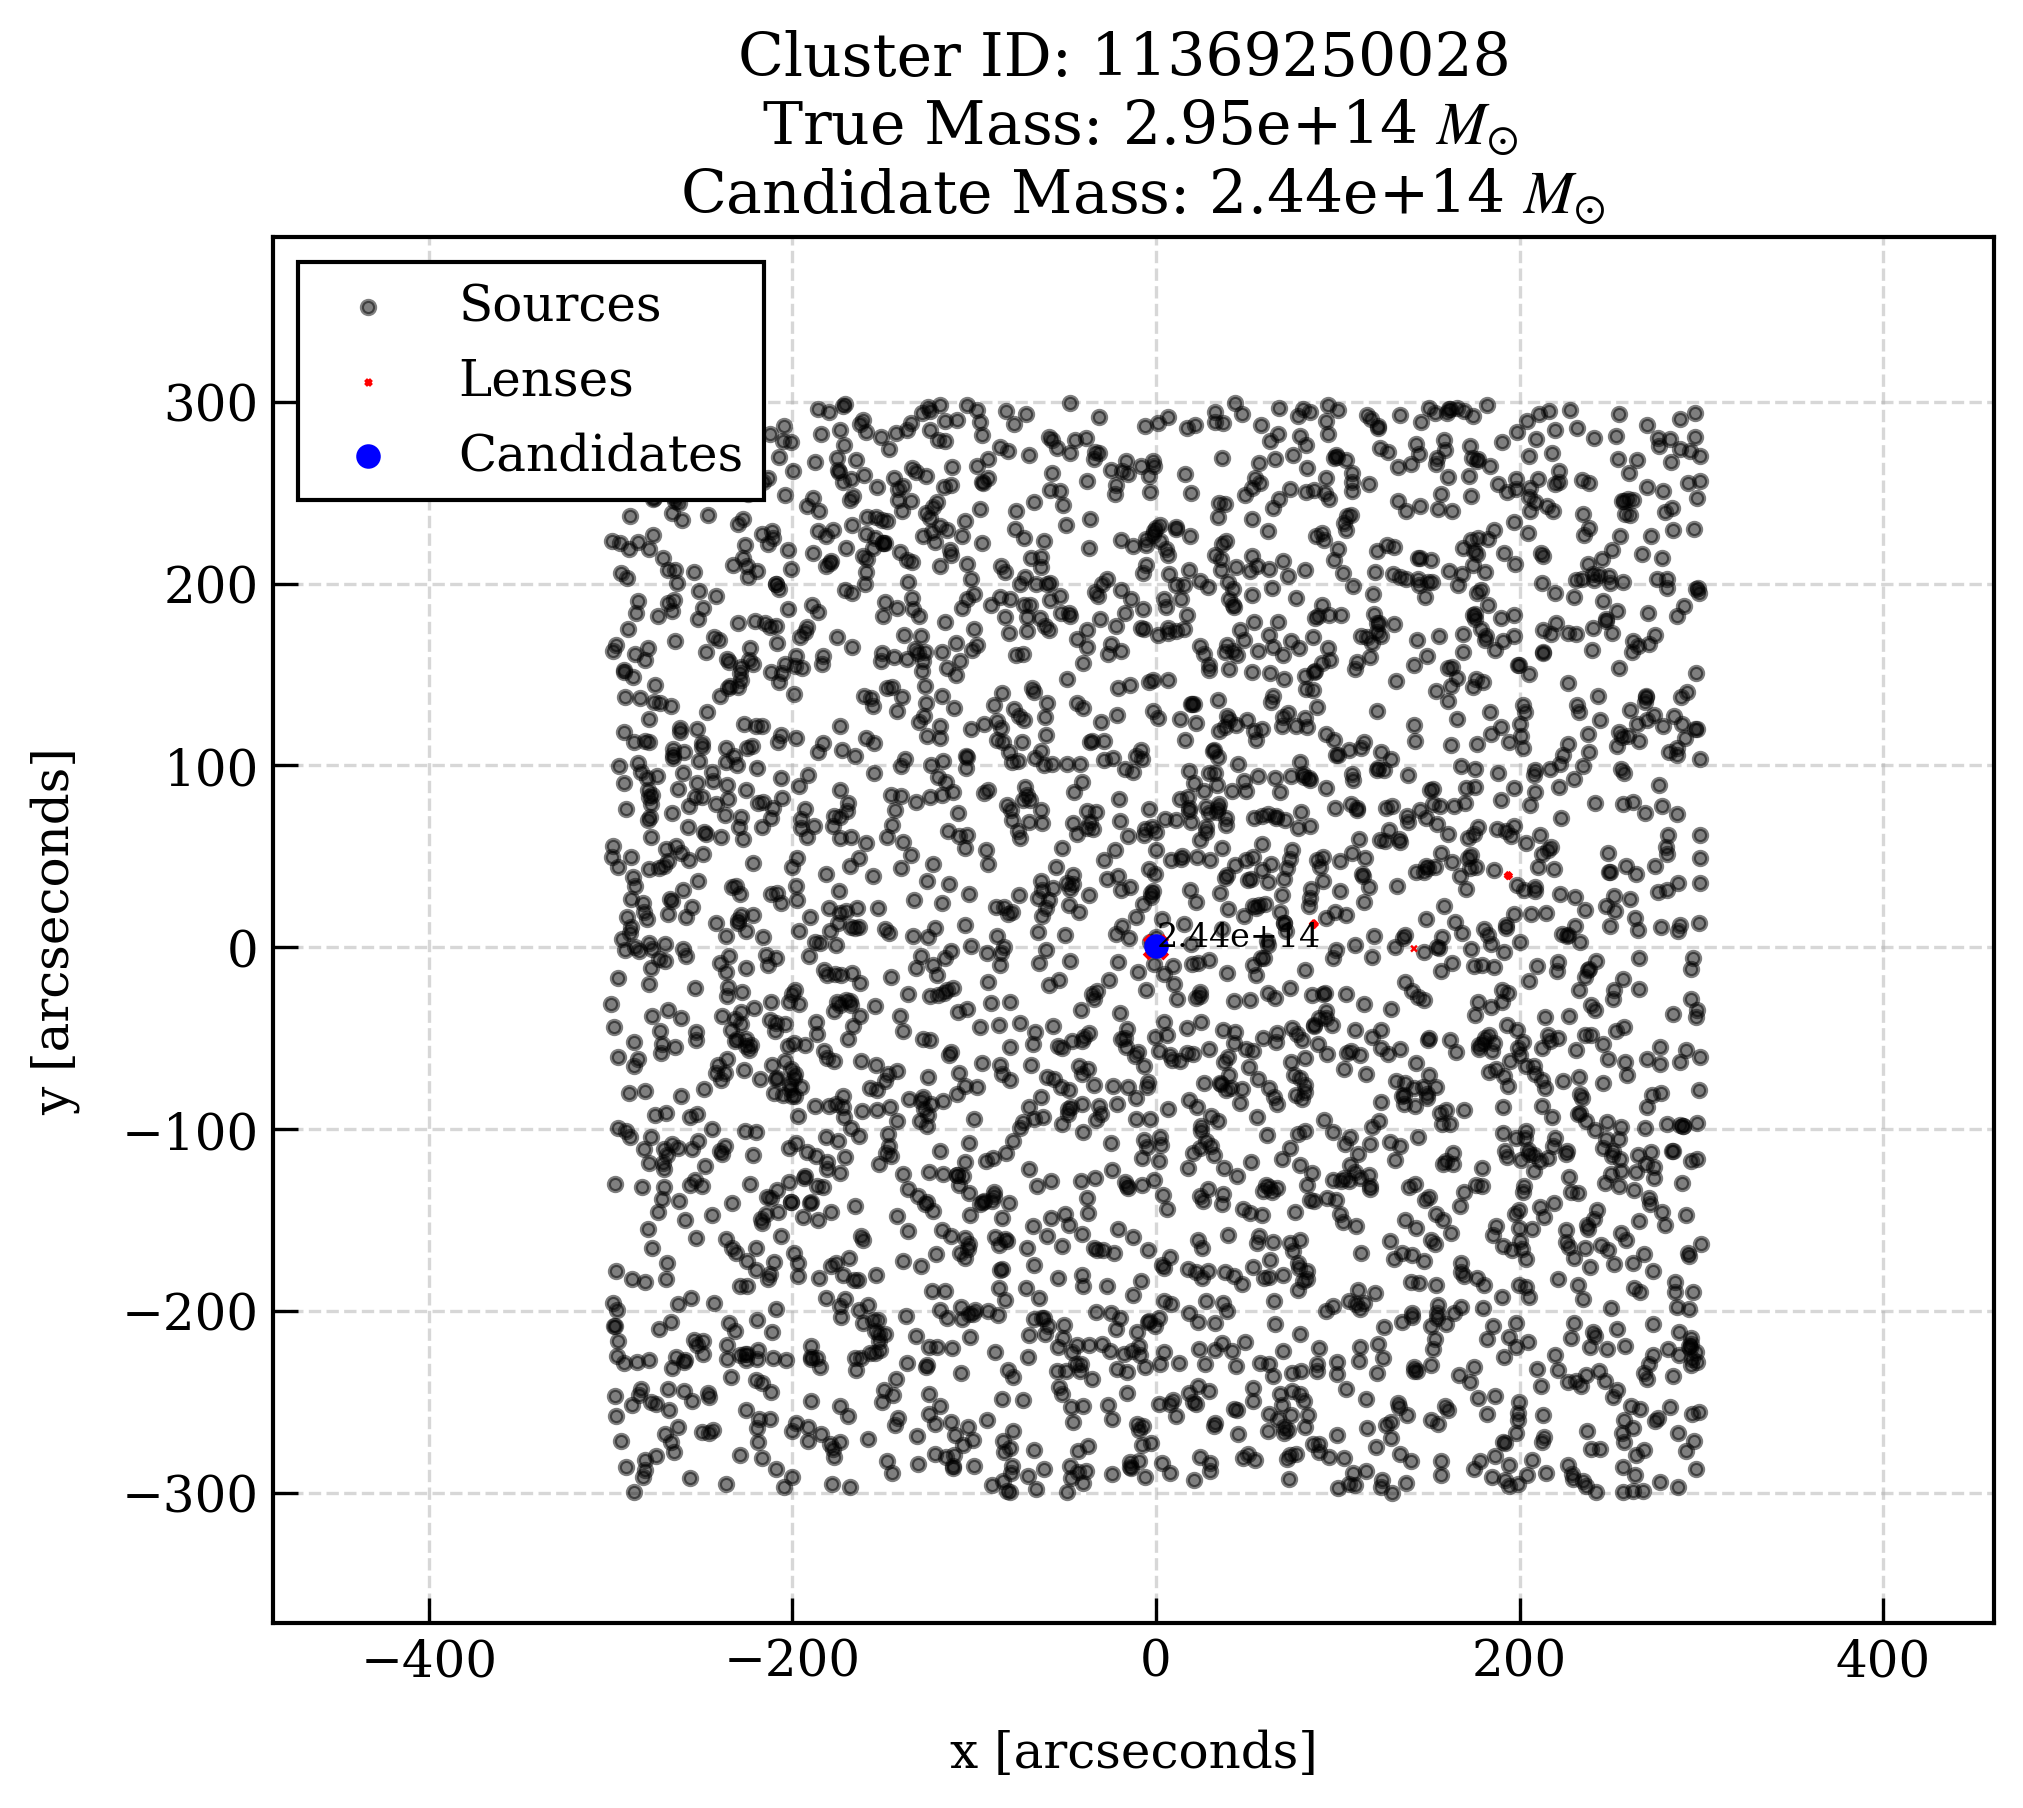 Cluster ID: 11369250028
True Mass: 2.95e+14 M⊙
Candidate Mass: 2.44e+14 M⊙
Sources
Lenses
Candidates
300
200
100
0
−100
−200
−300
y [arcseconds]
2.44e+14
−400 −200 0 200 400
x [arcseconds]